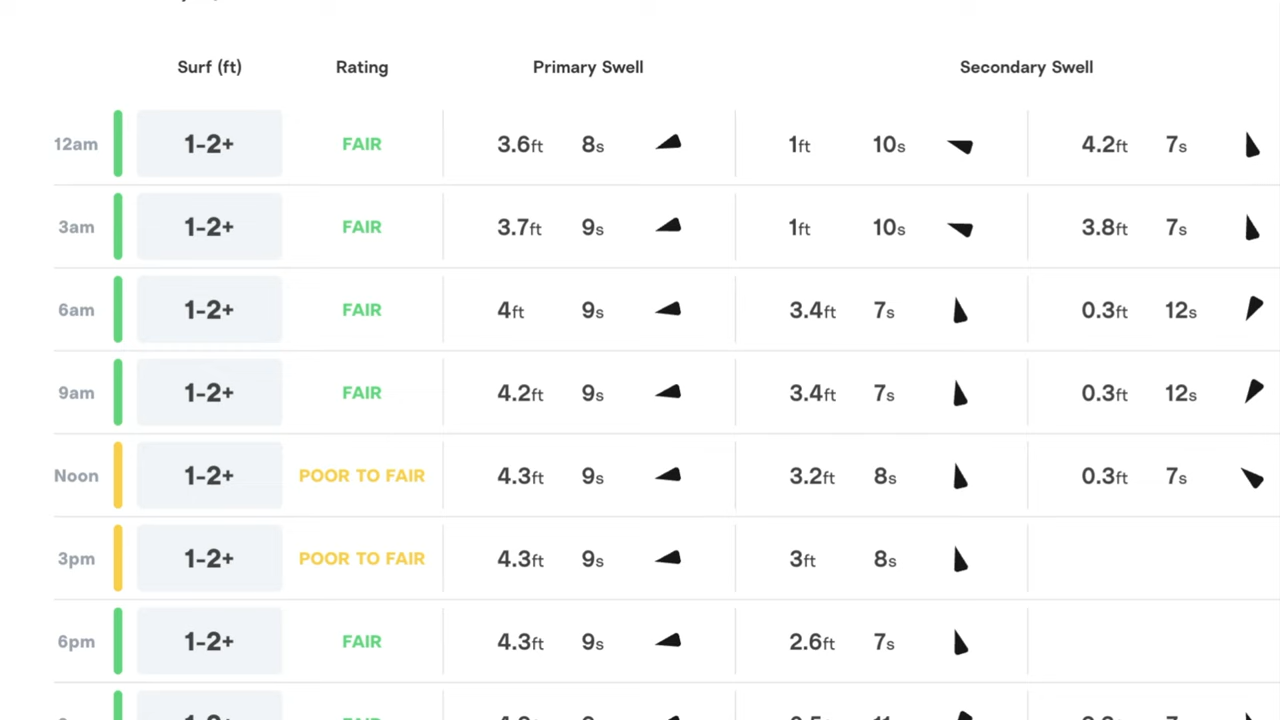 Surf (ft) Rating Primary Swell Secondary Swell
12am 1-2+ FAIR 3.6ft 8s 1ft 10s 4.2ft 7s
3am 1-2+ FAIR 3.7ft 9s 1ft 10s 3.8ft 7s
6am 1-2+ FAIR 4ft 9s 3.4ft 7s 0.3ft 12s
9am 1-2+ FAIR 4.2ft 9s 3.4ft 7s 0.3ft 12s
Noon 1-2+ POOR TO FAIR 4.3ft 9s 3.2ft 8s 0.3ft 7s
3pm 1-2+ POOR TO FAIR 4.3ft 9s 3ft 8s
6pm 1-2+ FAIR 4.3ft 9s 2.6ft 7s